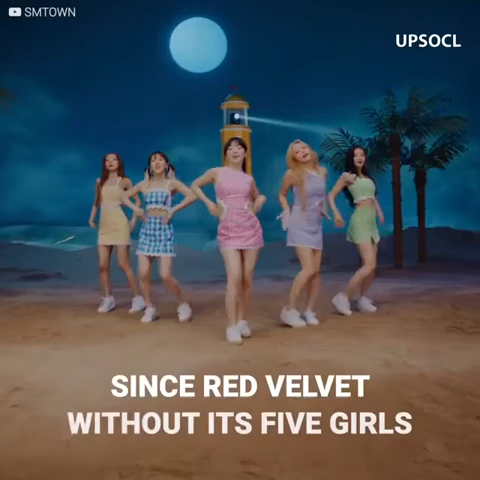 SMTOWN
UPSOCL
SINCE RED VELVET
WITHOUT ITS FIVE GIRLS